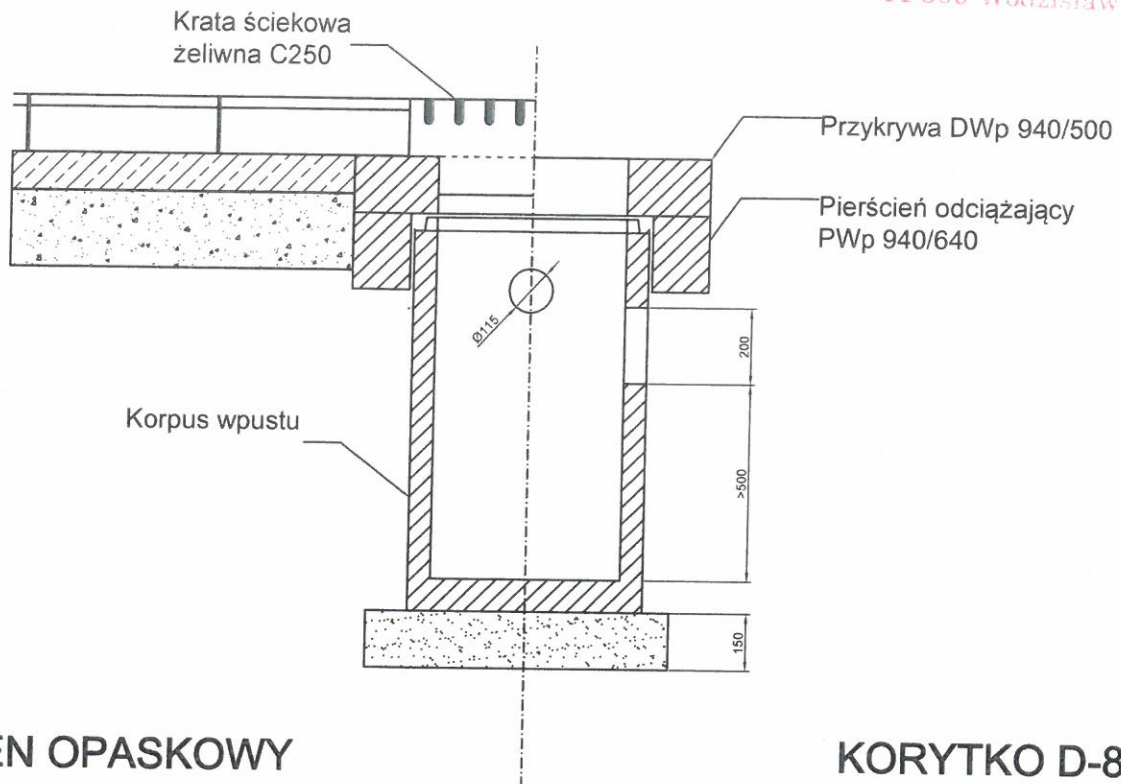 Wodzisław
Krata ściekowa
żeliwna C250
Przykrywa DWp 940/500
Pierścień odciążający
PWp 940/640
Ø115
200
Korpus wpustu
>500
150
OPASKOWY
KORYTKO D-8